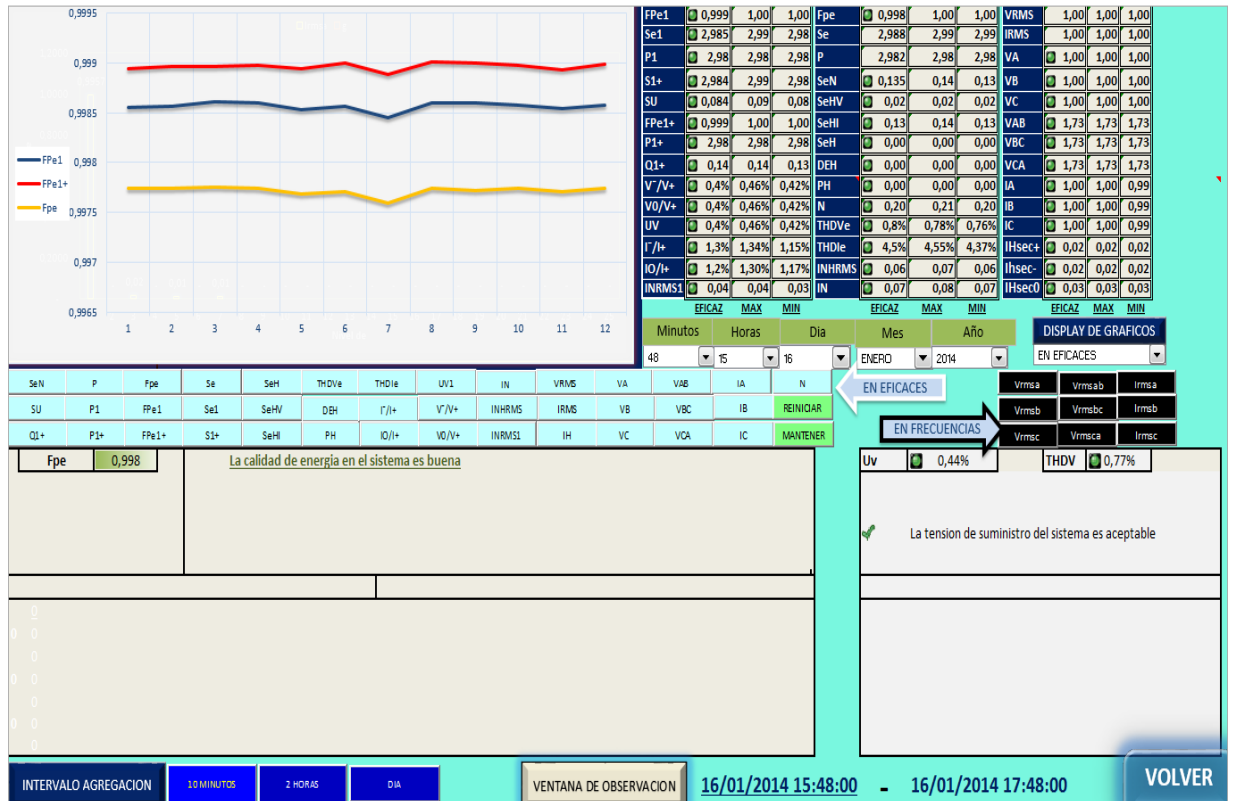 0,9995
0,999
0,9985
0,998
0,9975
0,997
0,9965
FPe1
FPe1+
Fpe
1 2 3 4 5 6 7 8 9 10 11 12
FPe1 0,999 1,00 1,00 Fpe 0,998 1,00 1,00 VRMS 1,00 1,00 1,00
Se1 2,985 2,99 2,98 Se 2,988 2,99 2,99 IRMS 1,00 1,00 1,00
P1 2,98 2,98 2,98 P 2,982 2,98 2,98 VA 1,00 1,00 1,00
S1+ 2,984 2,99 2,98 SeN 0,135 0,14 0,13 VB 1,00 1,00 1,00
SU 0,084 0,09 0,08 SeHV 0,02 0,02 0,02 VC 1,00 1,00 1,00
FPe1+ 0,999 1,00 1,00 SeHI 0,13 0,14 0,13 VAB 1,73 1,73 1,73
P1+ 2,98 2,98 2,98 SeH 0,00 0,00 0,00 VBC 1,73 1,73 1,73
Q1+ 0,14 0,14 0,13 DEH 0,00 0,00 0,00 VCA 1,73 1,73 1,73
V⁻/V+ 0,4% 0,46% 0,42% PH 0,00 0,00 0,00 IA 1,00 1,00 0,99
V0/V+ 0,4% 0,46% 0,42% N 0,20 0,21 0,20 IB 1,00 1,00 0,99
UV 0,4% 0,46% 0,42% THDVe 0,8% 0,78% 0,76% IC 1,00 1,00 0,99
I⁻/I+ 1,3% 1,34% 1,15% THDIe 4,5% 4,55% 4,37% IHsec+ 0,02 0,02 0,02
IO/I+ 1,2% 1,30% 1,17% INHRMS 0,06 0,07 0,06 Ihsec- 0,02 0,02 0,02
INRMS1 0,04 0,04 0,03 IN 0,07 0,08 0,07 IHsec0 0,03 0,03 0,03
EFICAZ MAX MIN EFICAZ MAX MIN EFICAZ MAX MIN
Minutos Horas Dia Mes Año DISPLAY DE GRAFICOS
48 15 16 ENERO 2014 EN EFICACES
SeN P Fpe Se SeH THDVe THDIe UV1 IN VRMS VA VAB IA N EN EFICACES Vrmsa Vrmsab Irmsa
SU P1 FPe1 Se1 SeHV DEH I⁻/I+ V⁻/V+ INHRMS IRMS VB VBC IB REINICIAR Vrmsb Vrmsbc Irmsb
Q1+ P1+ FPe1+ S1+ SeHI PH IO/I+ V0/V+ INRMS1 IH VC VCA IC MANTENER EN FRECUENCIAS Vrmsc Vrmsca Irmsc
Fpe 0,998 La calidad de energia en el sistema es buena Uv 0,44% THDV 0,77%
La tension de suministro del sistema es aceptable
0
0 0
0
0 0
0
0 0
0
INTERVALO AGREGACION 10 MINUTOS 2 HORAS DIA VENTANA DE OBSERVACION 16/01/2014 15:48:00 - 16/01/2014 17:48:00 VOLVER